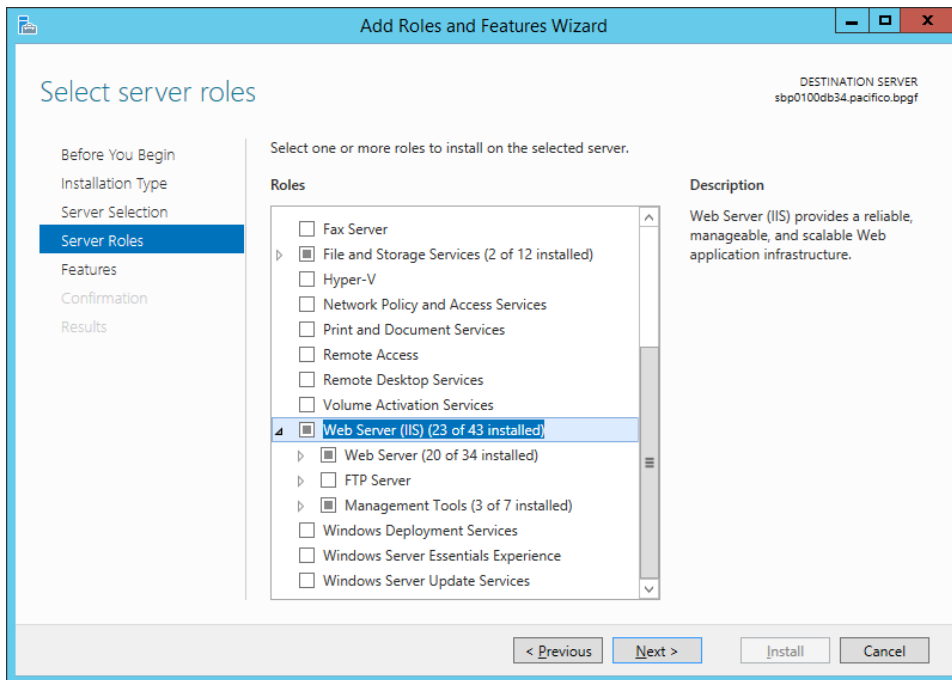 Add Roles and Features Wizard
Select server roles
DESTINATION SERVER
sbp0100db34.pacifico.bpgf
Before You Begin
Installation Type
Server Selection
Server Roles
Features
Confirmation
Results
Select one or more roles to install on the selected server.
Roles
Fax Server
File and Storage Services (2 of 12 installed)
Hyper-V
Network Policy and Access Services
Print and Document Services
Remote Access
Remote Desktop Services
Volume Activation Services
Web Server (IIS) (23 of 43 installed)
Web Server (20 of 34 installed)
FTP Server
Management Tools (3 of 7 installed)
Windows Deployment Services
Windows Server Essentials Experience
Windows Server Update Services
Description
Web Server (IIS) provides a reliable,
manageable, and scalable Web
application infrastructure.
< Previous
Next >
Install
Cancel